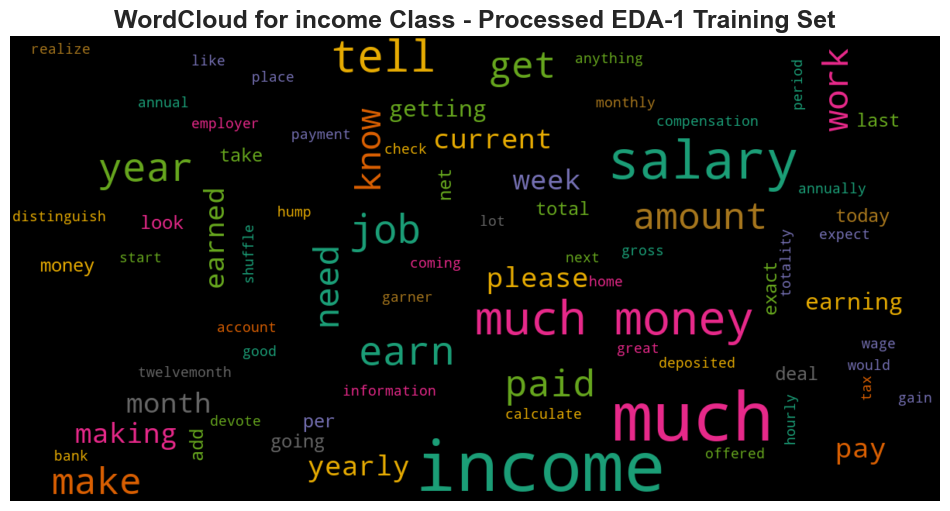 WordCloud for income Class - Processed EDA-1 Training Set
realize
like
place
tell
get
anything
period
work
annual
employer
payment
know
getting
check
current
monthly
compensation
last
year
take
week
net
salary
annually
distinguish
look
earned
hump
shuffle
job
lot
total
amount
today
expect
money
start
need
coming
please
next
gross
home
exact
totality
earning
garner
account
good
much money
great
wage
earn
deposited
would
twelvemonth
information
paid
deal
tax
gain
month
devote
per
calculate
much
hourly
making
add
going
offered
pay
bank
make
yearly
income